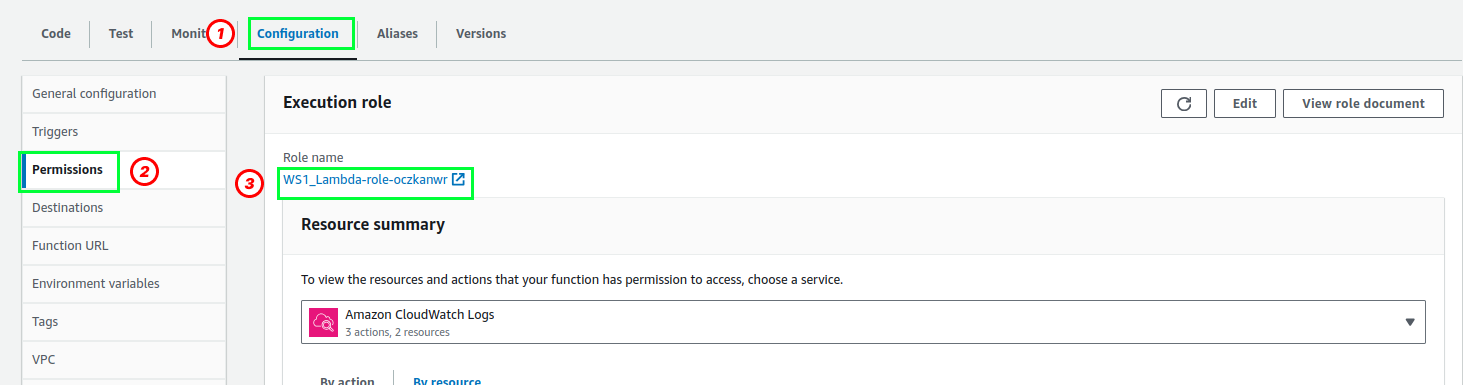 Code Test Monit 1 Configuration Aliases Versions
General configuration
Triggers
Permissions 2
Destinations
Function URL
Environment variables
Tags
VPC
Execution role
Edit View role document
Role name
3 WS1_Lambda-role-oczkanwr
Resource summary
To view the resources and actions that your function has permission to access, choose a service.
Amazon CloudWatch Logs
3 actions, 2 resources
By action By resource